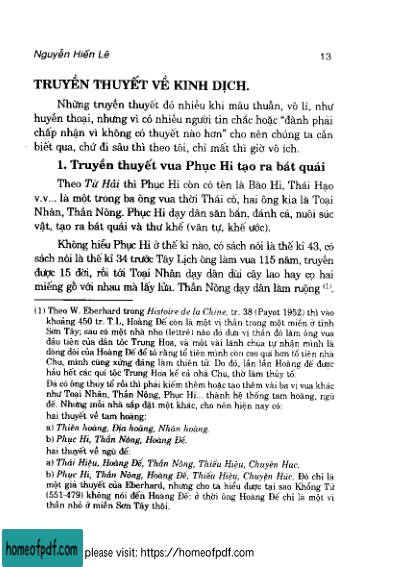 Nguyễn Hiến Lê
13
TRUYỀN THUYẾT VỀ KINH DỊCH.
Những truyền thuyết đó nhiều khi mâu thuẫn, vô lí, như
huyền thoại, nhưng vì có nhiều người tin chắc hoặc “đành phải
chấp nhận vì không có thuyết nào hơn” cho nên chúng ta cần
biết qua, chứ đi sâu thì theo tôi, chỉ mất thì giờ vô ích.
1. Truyền thuyết vua Phục Hi tạo ra bát quái
Theo Từ Hải thì Phục Hi còn có tên là Bào Hi, Thái Hạo
v.v... là một trong ba ông vua thời Thái cổ, hai ông kia là Toại
Nhân, Thần Nông. Phục Hi dạy dân săn bắn, đánh cá, nuôi súc
vật, tạo ra bát quái và thư khế (văn tự, khế ước).
Không hiểu Phục Hi ở thế kỉ nào, có sách nói là thế kỉ 43, có
sách nói là thế kỉ 34 trước Tây Lịch ông làm vua 115 năm, truyền
được 15 đời, rồi tới Toại Nhân dạy dân dùi cây lao hay cọ hai
miếng gỗ với nhau mà lấy lửa. Thần Nông dạy dân làm ruộng (1).
(1) Theo W. Eberhard trong Histoire de la Chine, tr. 38 (Payot 1952) thì vào
khoảng 450 tr. T.L, Hoàng Đế còn là một vị thần trong một miền ở tỉnh
Sơn Tây; sau có một nhà nho (lettré) nào đó đưa vị thần đó làm ông vua
đầu tiên của dân tộc Trung Hoa, và một vài lãnh chúa tự nhận mình là
dòng dõi của Hoàng Đế để tỏ rằng tổ tiên mình còn cao quí hơn tổ tiên nhà
Chu, mình cũng xứng đáng làm thiên tử. Do đó, lần lần Hoàng đế được
hầu hết các quí tộc Trung Hoa kể cả nhà Chu, thờ làm thủy tổ.
Đã có ông thủy tổ rồi thì phải kiếm thêm hoặc tạo thêm vài ba vị vua khác
như Toại Nhân, Thần Nông, Phục Hi... thành hệ thống tam hoàng, ngũ
đế. Nhưng mỗi nhà sắp đặt một khác, cho nên hiện nay có:
hai thuyết về tam hoàng:
a) Thiên hoàng, Địa hoàng, Nhân hoàng.
b) Phục Hi, Thần Nông, Hoàng Đế.
hai thuyết về ngũ đế:
a) Thái Hiệu, Hoàng Đế, Thần Nông, Thiếu Hiệu, Chuyên Húc.
b) Phục Hi, Thần Nông, Hoàng Đế, Thiếu Hiệu, Chuyên Húc. Đó chỉ là
một giả thuyết của Eberhard, nhưng cho ta hiểu được tại sao Khổng Tử
(551-479) không nói đến Hoàng Đế: ở thời ông Hoàng Đế chỉ là một vị
thần nhỏ ở miền Sơn Tây thôi.
homeofpdf.com
please visit: https://homeofpdf.com